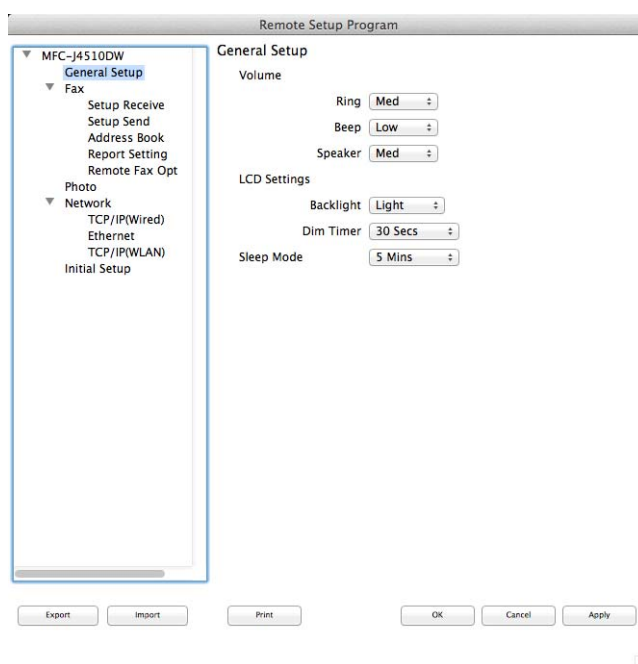 Remote Setup Program
MFC-J4510DW
General Setup
Fax
Setup Receive
Setup Send
Address Book
Report Setting
Remote Fax Opt
Photo
Network
TCP/IP(Wired)
Ethernet
TCP/IP(WLAN)
Initial Setup
General Setup
Volume
Ring Med
Beep Low
Speaker Med
LCD Settings
Backlight Light
Dim Timer 30 Secs
Sleep Mode 5 Mins
Export Import Print OK Cancel Apply